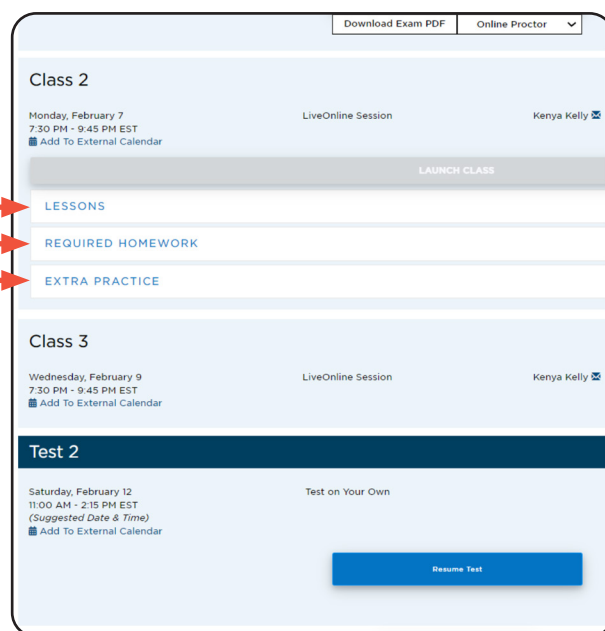 Download Exam PDF Online Proctor
Class 2
Monday, February 7 LiveOnline Session Kenya Kelly
7:30 PM - 9:45 PM EST
Add To External Calendar
LAUNCH CLASS
LESSONS
REQUIRED HOMEWORK
EXTRA PRACTICE
Class 3
Wednesday, February 9 LiveOnline Session Kenya Kelly
7:30 PM - 9:45 PM EST
Add To External Calendar
Test 2
Saturday, February 12 Test on Your Own
11:00 AM - 2:15 PM EST
(Suggested Date & Time)
Add To External Calendar
Resume Test